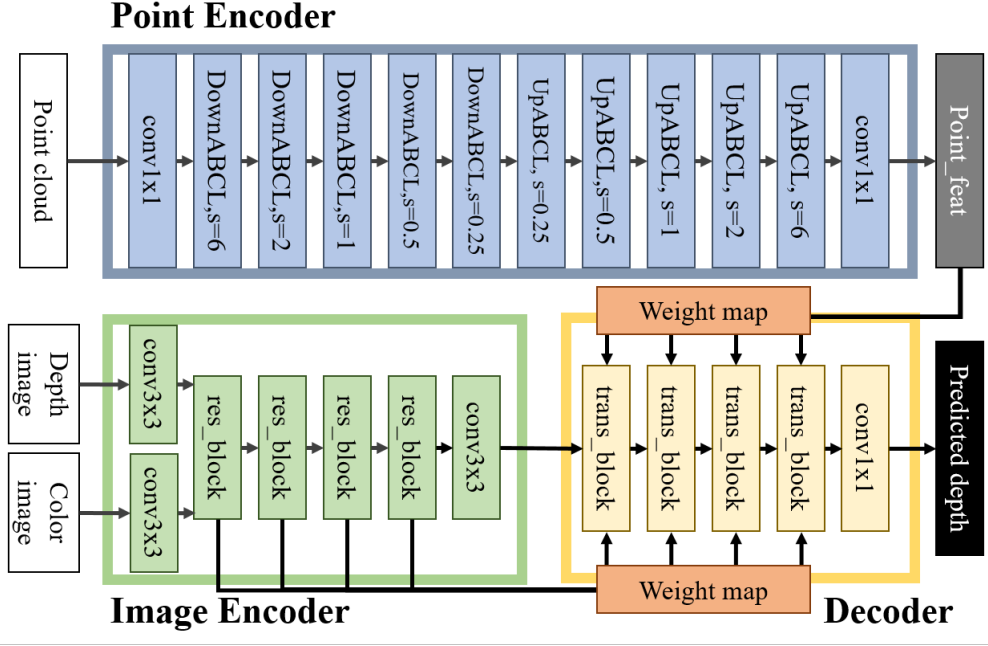 Point Encoder
Point cloud
conv1x1
DownABCL,s=6
DownABCL,s=2
DownABCL,s=1
DownABCL,s=0.5
DownABCL,s=0.25
UpABCL, s=0.25
UpABCL,s=0.5
UpABCL, s=1
UpABCL, s=2
UpABCL, s=6
conv1x1
Point_feat
Depth
image
Color
image
conv3x3
conv3x3
res_block
res_block
res_block
res_block
conv3x3
Image Encoder
Weight map
trans_block
trans_block
trans_block
trans_block
conv1x1
Weight map
Decoder
Predicted depth